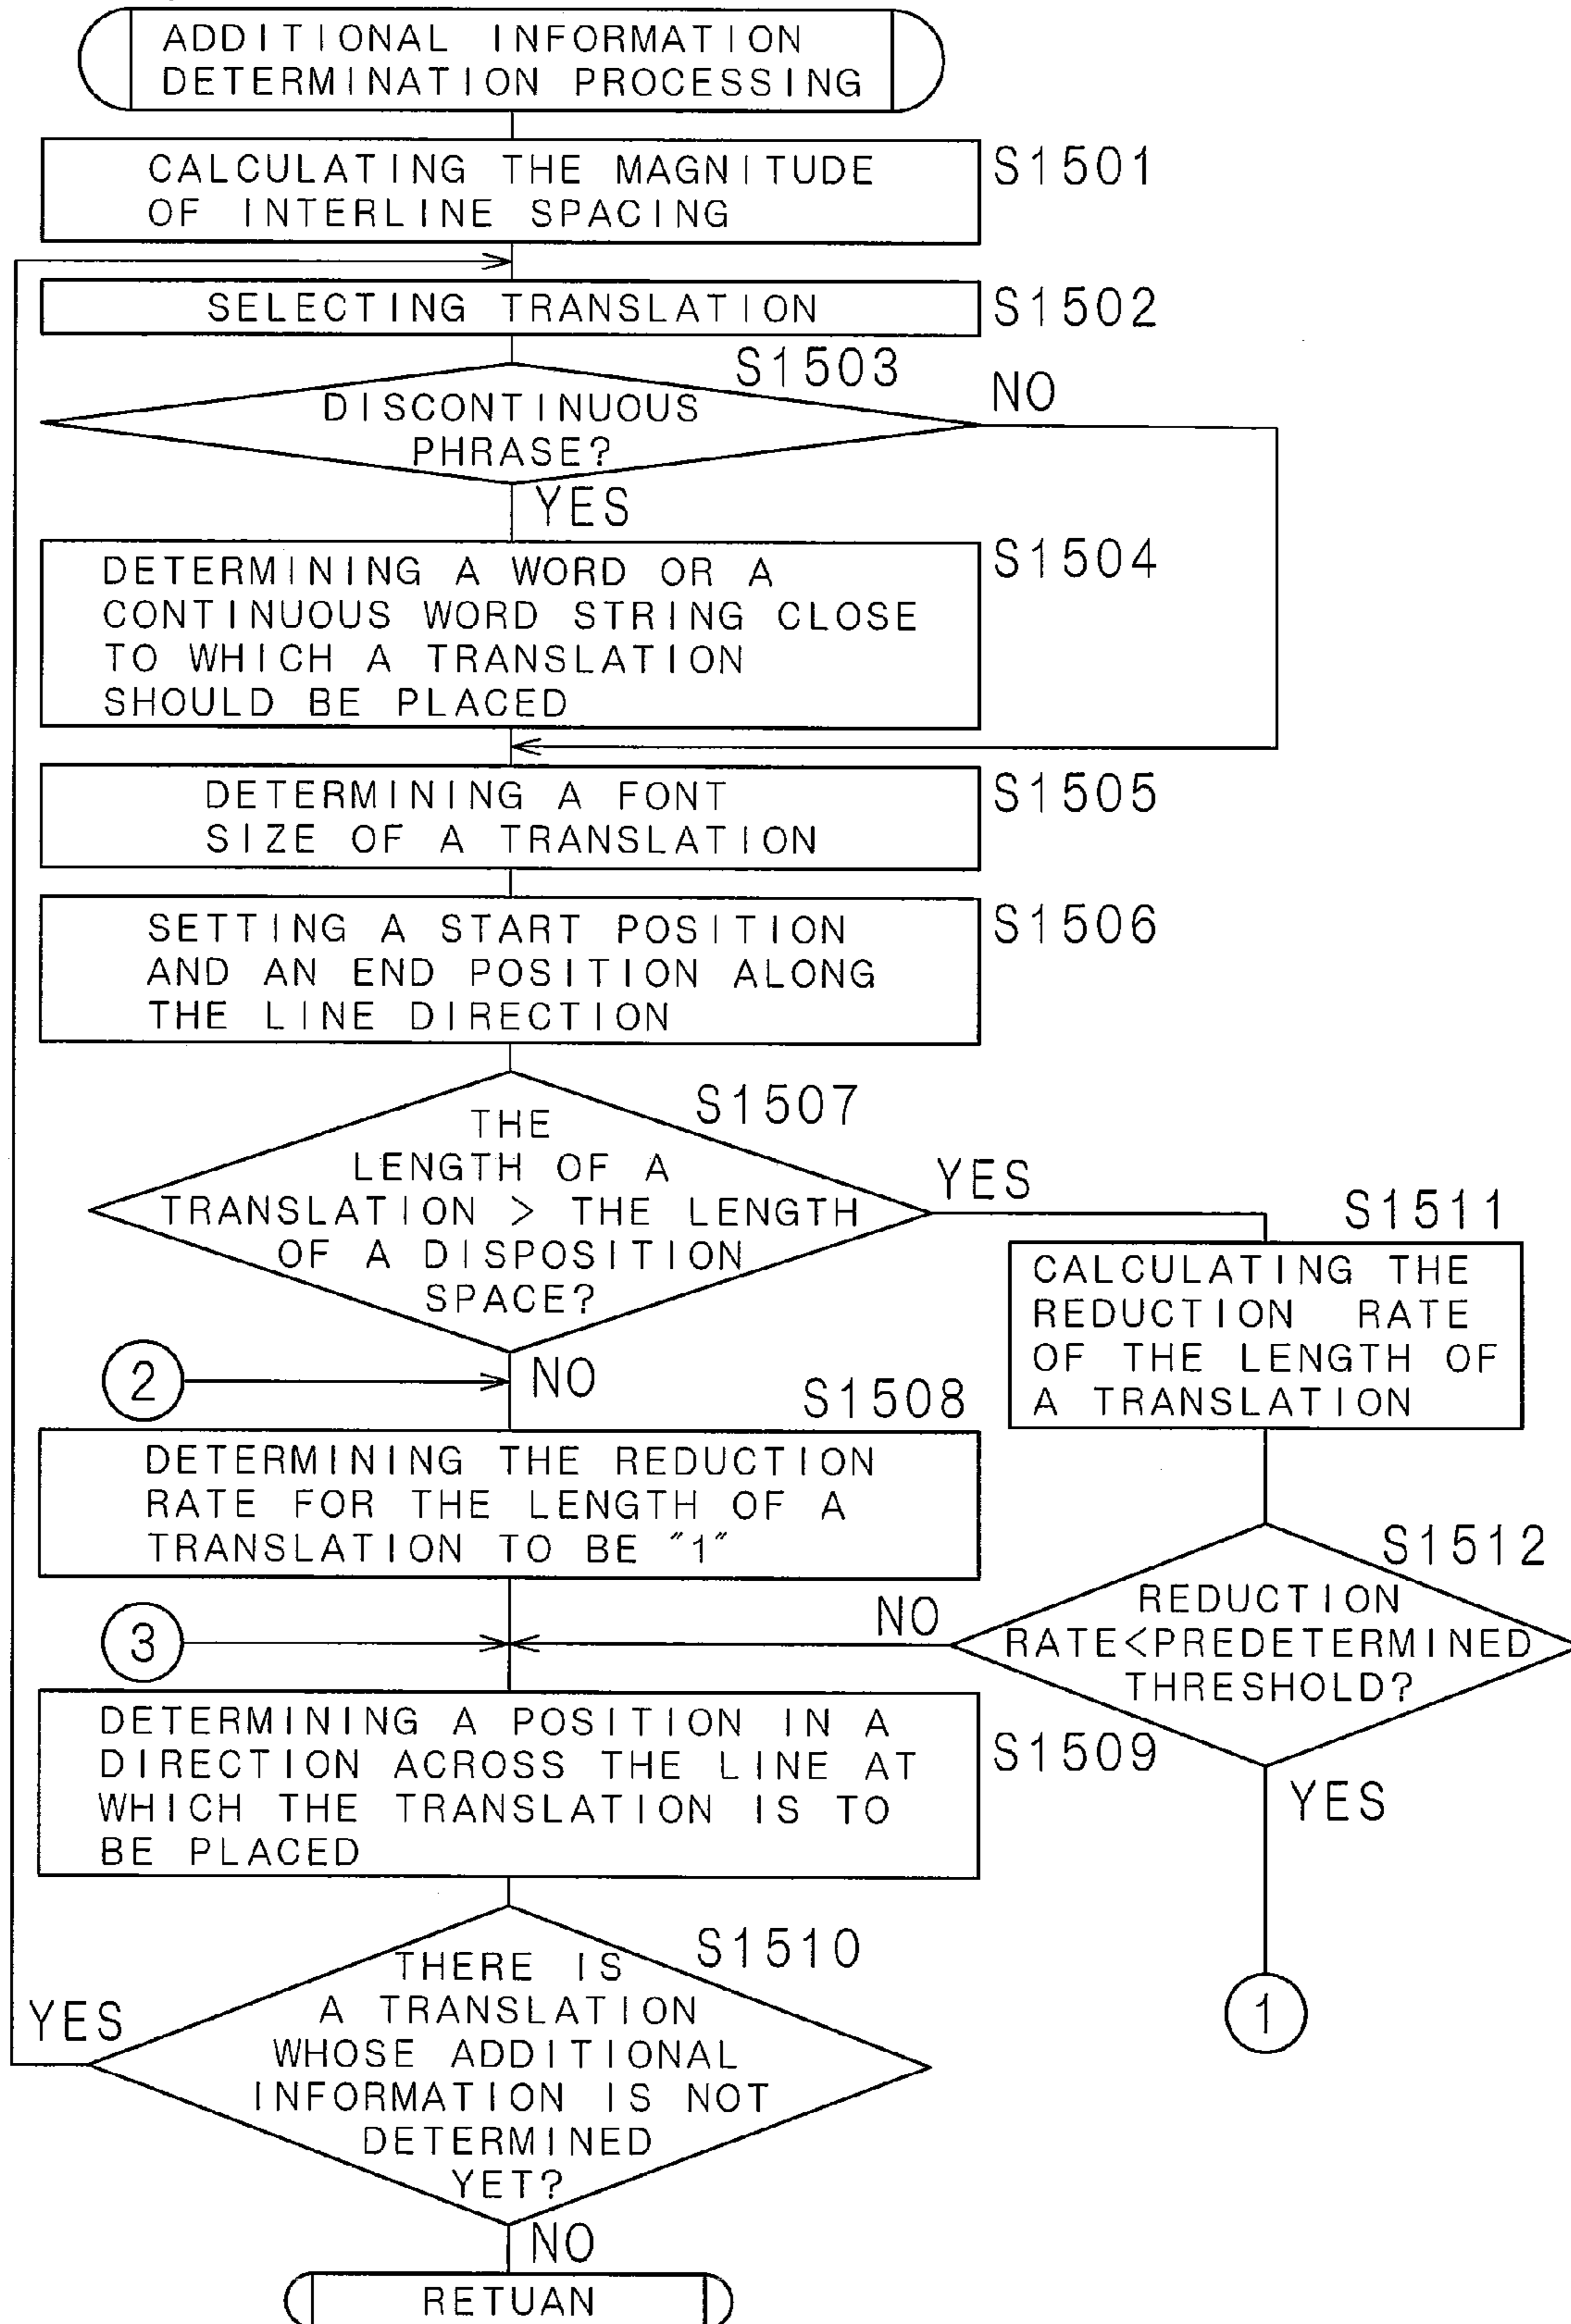 ADDITIONAL INFORMATION
DETERMINATION PROCESSING
CALCULATING THE MAGNITUDE
OF INTERLINE SPACING
S1501
SELECTING TRANSLATION
S1502
S1503
DISCONTINUOUS
PHRASE?
NO
YES
DETERMINING A WORD OR A
CONTINUOUS WORD STRING CLOSE
TO WHICH A TRANSLATION
SHOULD BE PLACED
S1504
DETERMINING A FONT
SIZE OF A TRANSLATION
S1505
SETTING A START POSITION
AND AN END POSITION ALONG
THE LINE DIRECTION
S1506
S1507
THE
LENGTH OF A
TRANSLATION > THE LENGTH
OF A DISPOSITION
SPACE?
YES
S1511
CALCULATING THE
REDUCTION RATE
OF THE LENGTH OF
A TRANSLATION
2
NO
S1508
DETERMINING THE REDUCTION
RATE FOR THE LENGTH OF A
TRANSLATION TO BE "1"
S1512
REDUCTION
RATE<PREDETERMINED
THRESHOLD?
NO
3
YES
DETERMINING A POSITION IN A
DIRECTION ACROSS THE LINE AT
WHICH THE TRANSLATION IS TO
BE PLACED
S1509
1
S1510
THERE IS
A TRANSLATION
WHOSE ADDITIONAL
INFORMATION IS NOT
DETERMINED
YET?
YES
NO
RETUAN